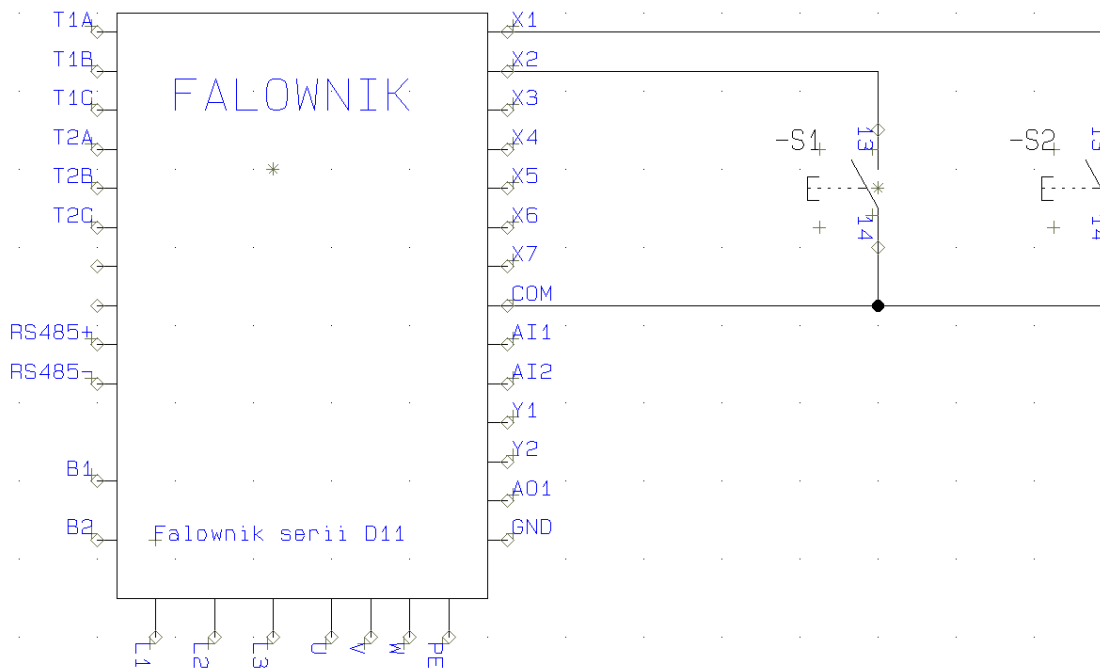 T1A
T1B
T1C
T2A
T2B
T2C
RS485+
RS485-
B1
B2
FALOWNIK
Falownik serii D11
X1
X2
X3
X4
X5
X6
X7
COM
AI1
AI2
Y1
Y2
AO1
GND
L1
L2
L3
U
V
W
PE
-S1
13
14
-S2
14